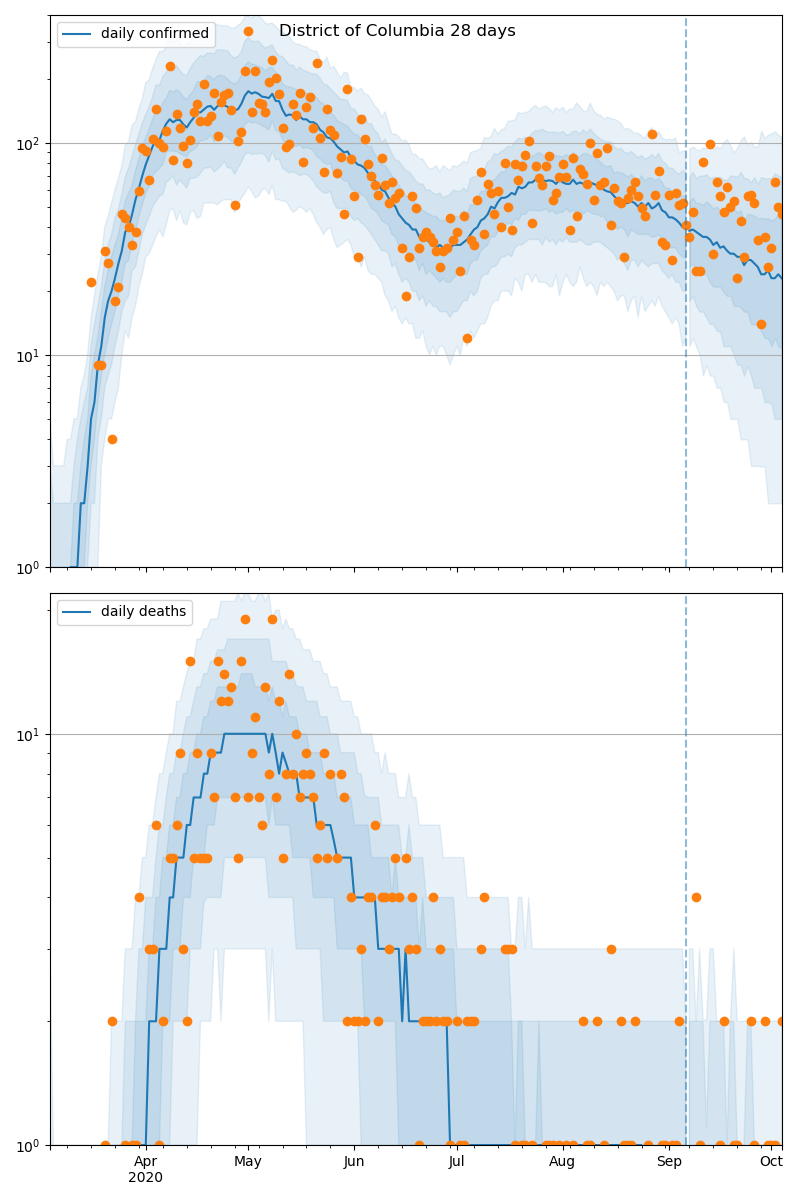 daily confirmed
District of Columbia 28 days
10²
10¹
10⁰
daily deaths
10¹
10⁰
Apr May Jun Jul Aug Sep Oct
2020